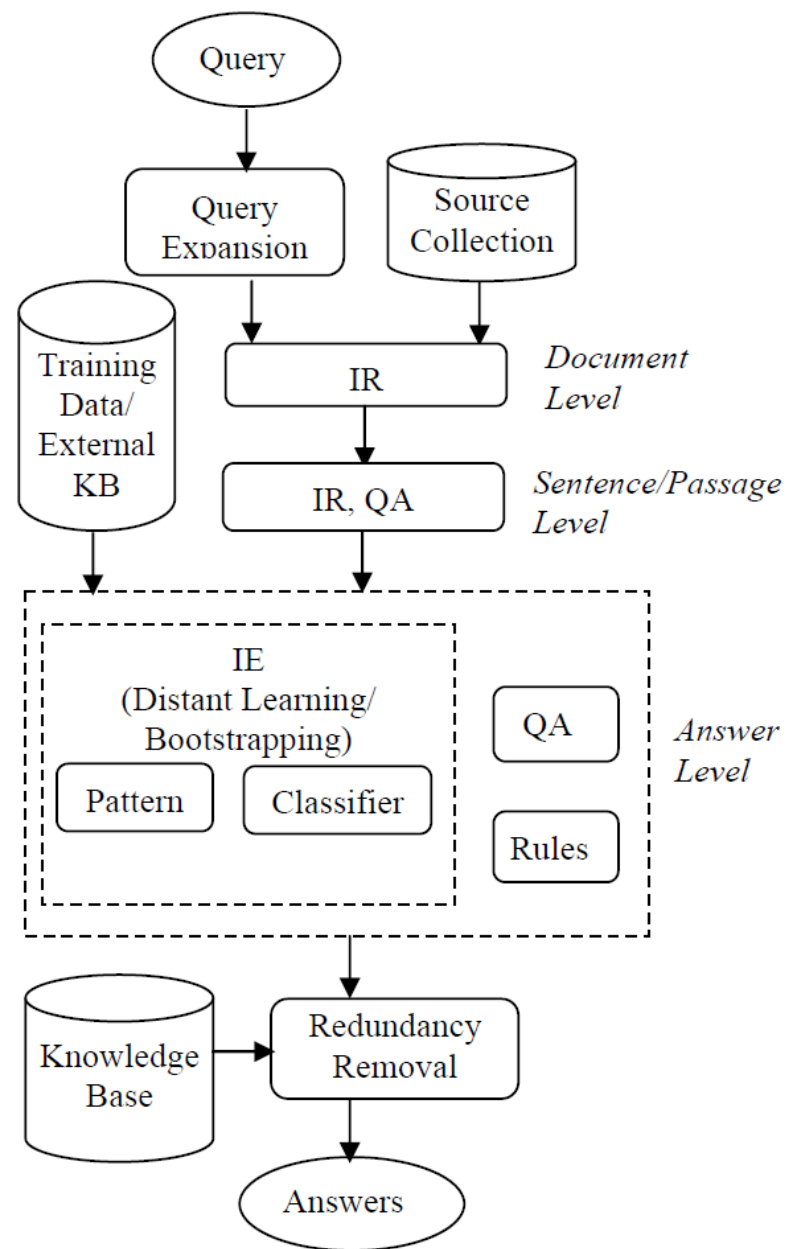 Query
Query
Expansion
Source
Collection
Training
Data/
External
KB
IR
Document
Level
IR, QA
Sentence/Passage
Level
IE
(Distant Learning/
Bootstrapping)
Pattern
Classifier
QA
Rules
Answer
Level
Knowledge
Base
Redundancy
Removal
Answers